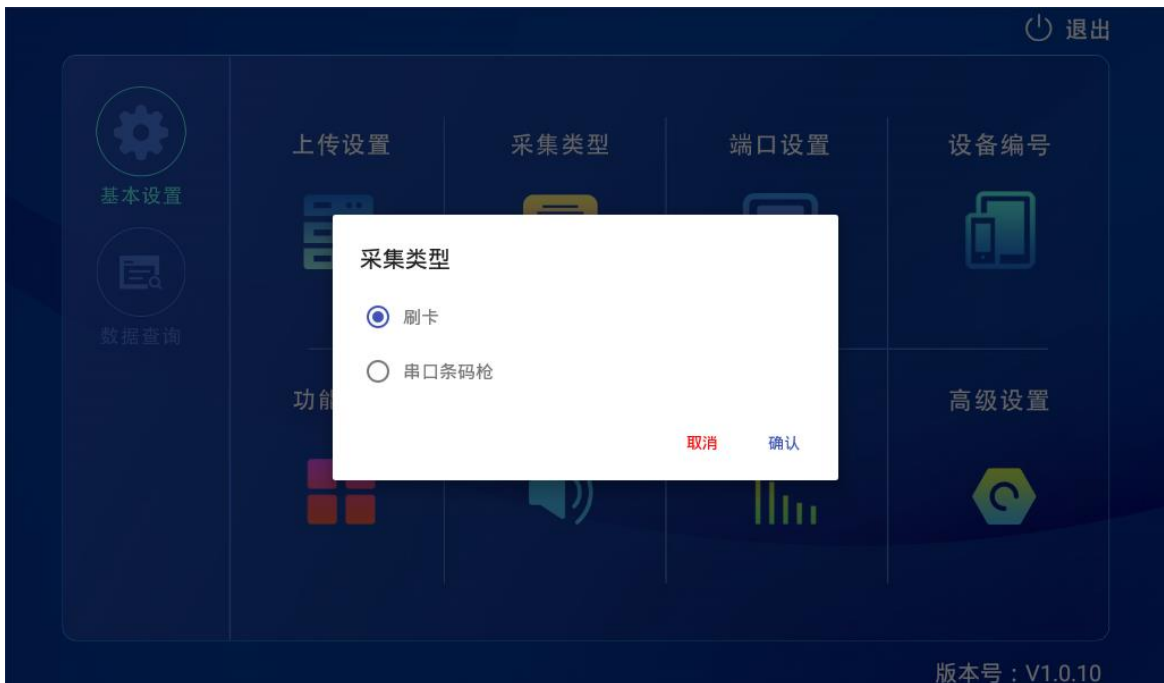 退出
基本设置
数据查询
上传设置
采集类型
端口设置
设备编号
采集类型
刷卡
串口条码枪
取消
确认
功能
高级设置
版本号：V1.0.10